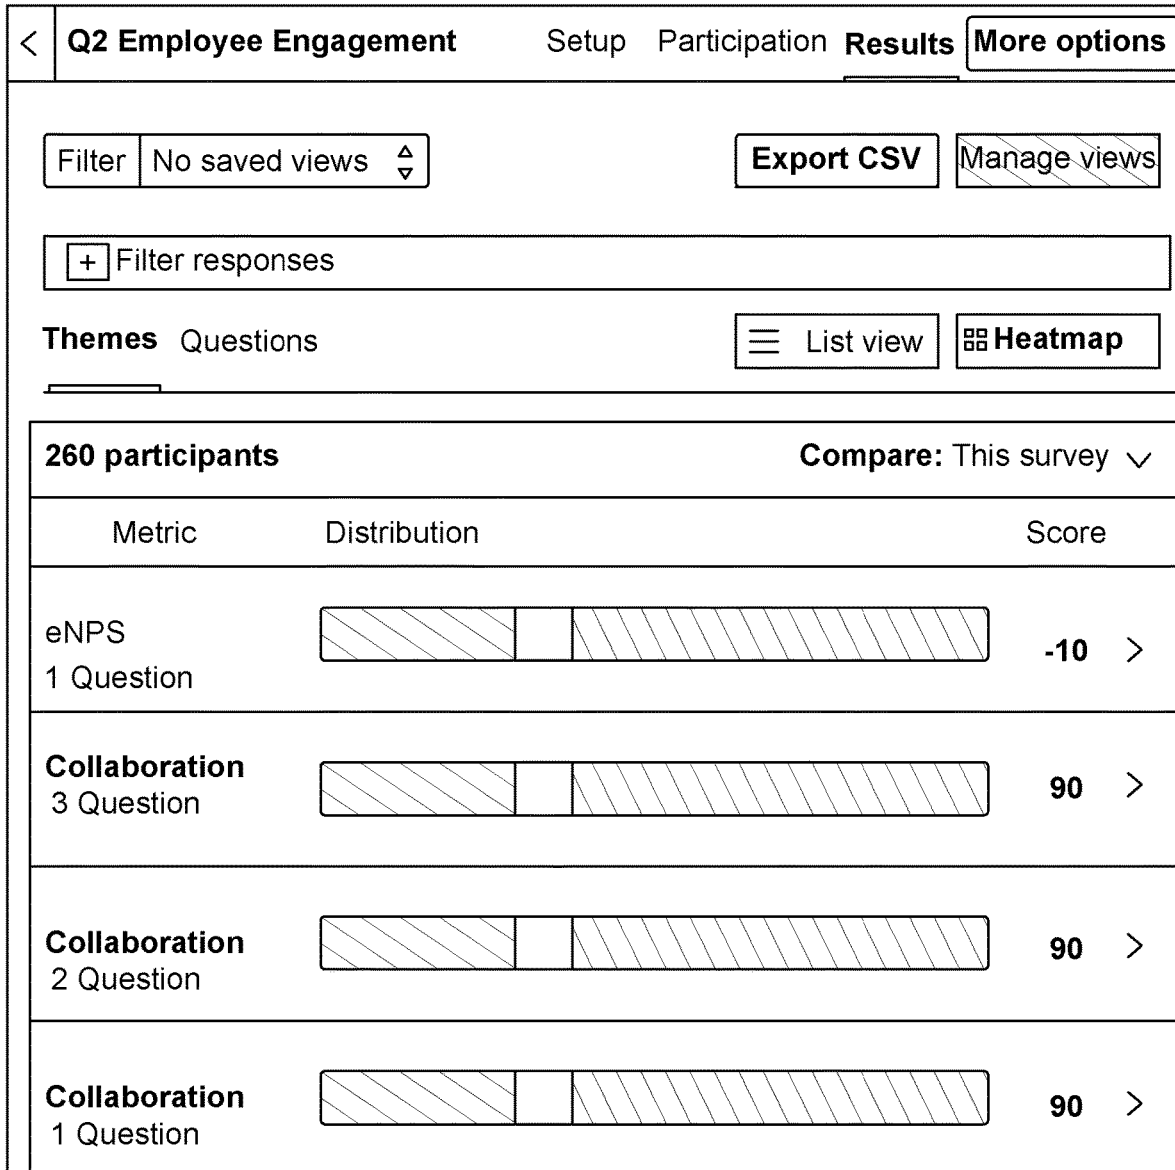 Q2 Employee Engagement Setup Participation Results More options
Filter No saved views Export CSV Manage views
+ Filter responses
Themes Questions List view Heatmap
260 participants Compare: This survey
Metric Distribution Score
eNPS
1 Question
-10
Collaboration
3 Question
90
Collaboration
2 Question
90
Collaboration
1 Question
90